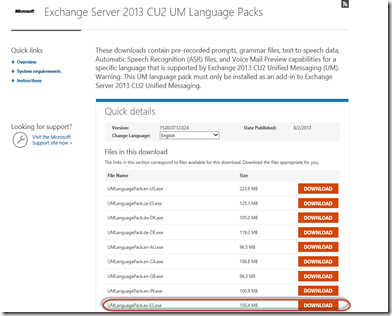 Microsoft
Exchange Server 2013 CU2 UM Language Packs
Quick links
Overview
System requirements
Instructions
Looking for support?
Visit the Microsoft
Support site now >
These downloads contain pre-recorded prompts, grammar files, text to speech data,
Automatic Speech Recognition (ASR) files, and Voice Mail Preview capabilities for a
specific language that is supported by Exchange 2013 CU2 Unified Messaging (UM).
Warning: This UM language pack must only be installed as an add-in to Exchange
Server 2013 CU2 Unified Messaging.
Quick details
Version: 15.00.0712.024 Date Published: 8/2/2013
Change Language: English
Files in this download
The links in this section correspond to files available for this download. Download the files appropriate for you.
File Name Size
UMLanguagePack.en-US.exe 223.6 MB DOWNLOAD
UMLanguagePack.ca-ES.exe 125.1 MB DOWNLOAD
UMLanguagePack.da-DK.exe 105.0 MB DOWNLOAD
UMLanguagePack.de-DE.exe 119.3 MB DOWNLOAD
UMLanguagePack.en-AU.exe 96.5 MB DOWNLOAD
UMLanguagePack.en-CA.exe 186.8 MB DOWNLOAD
UMLanguagePack.en-GB.exe 96.3 MB DOWNLOAD
UMLanguagePack.en-IN.exe 100.9 MB DOWNLOAD
UMLanguagePack.es-ES.exe 150.4 MB DOWNLOAD